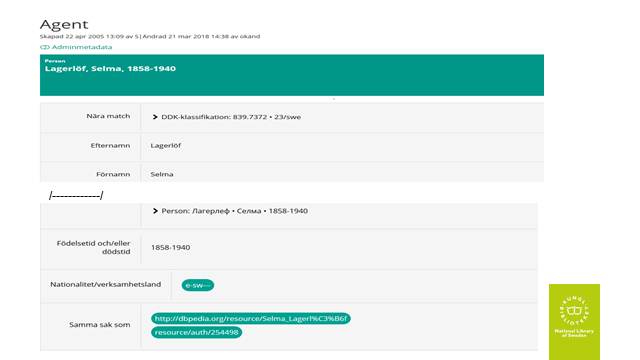 Agent
Skapad 22 apr 2005 13:09 av S|Ändrad 21 mar 2018 14:38 av okänd
Adminmetadata
Person
Lagerlöf, Selma, 1858-1940
Nära match
DDK-klassifikation: 839.7372 • 23/swe
Efternamn
Lagerlöf
Förnamn
Selma
/------------/
Person: Лагерлеф • Селма • 1858-1940
Födelsetid och/eller
dödstid
1858-1940
Nationalitet/verksamhetsland
e-sw---
Samma sak som
http://dbpedia.org/resource/Selma_Lagerl%C3%B6f
resource/auth/254498
KUNGL.
BIBLIOTEKET
National Library
of Sweden